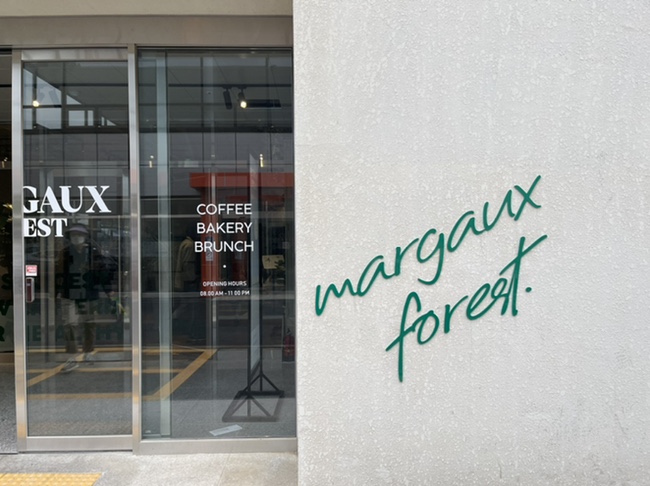 GAUX
EST
COFFEE
BAKERY
BRUNCH
OPENING HOURS
08.00 AM - 11:00 PM
margaux
forest.